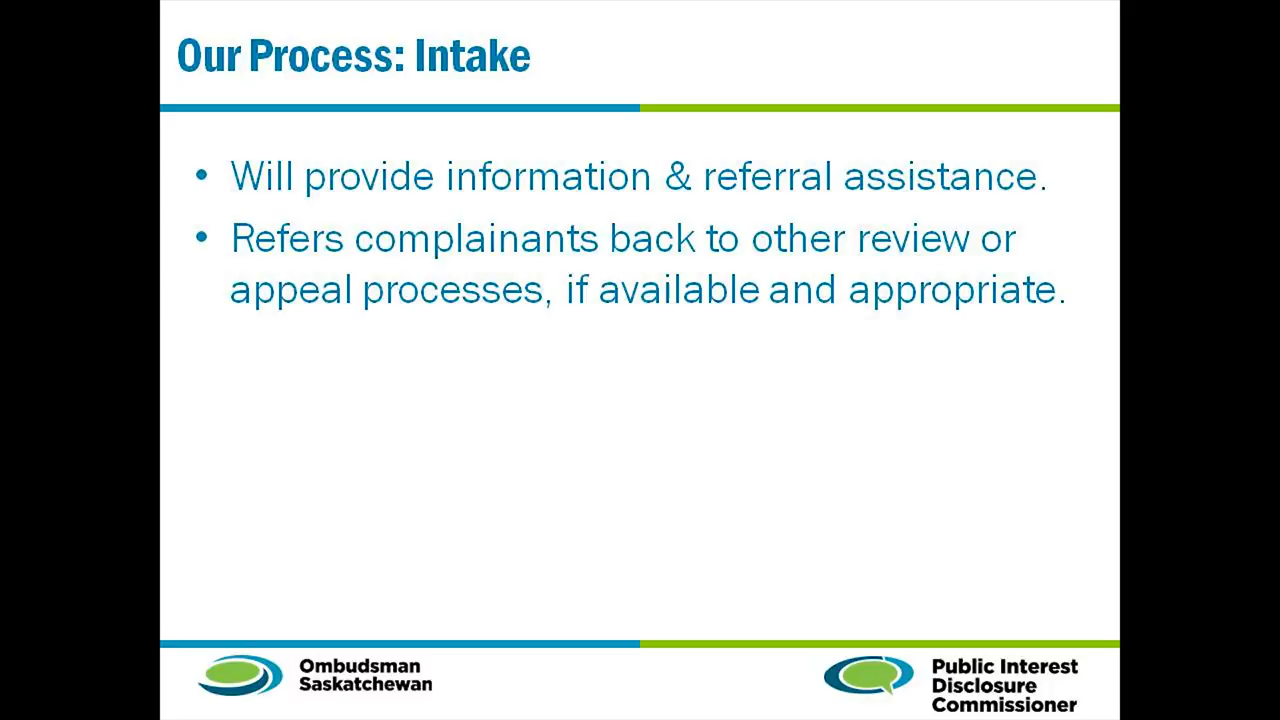 Our Process: Intake
• Will provide information & referral assistance.
• Refers complainants back to other review or
appeal processes, if available and appropriate.
Ombudsman
Saskatchewan
Public Interest
Disclosure
Commissioner